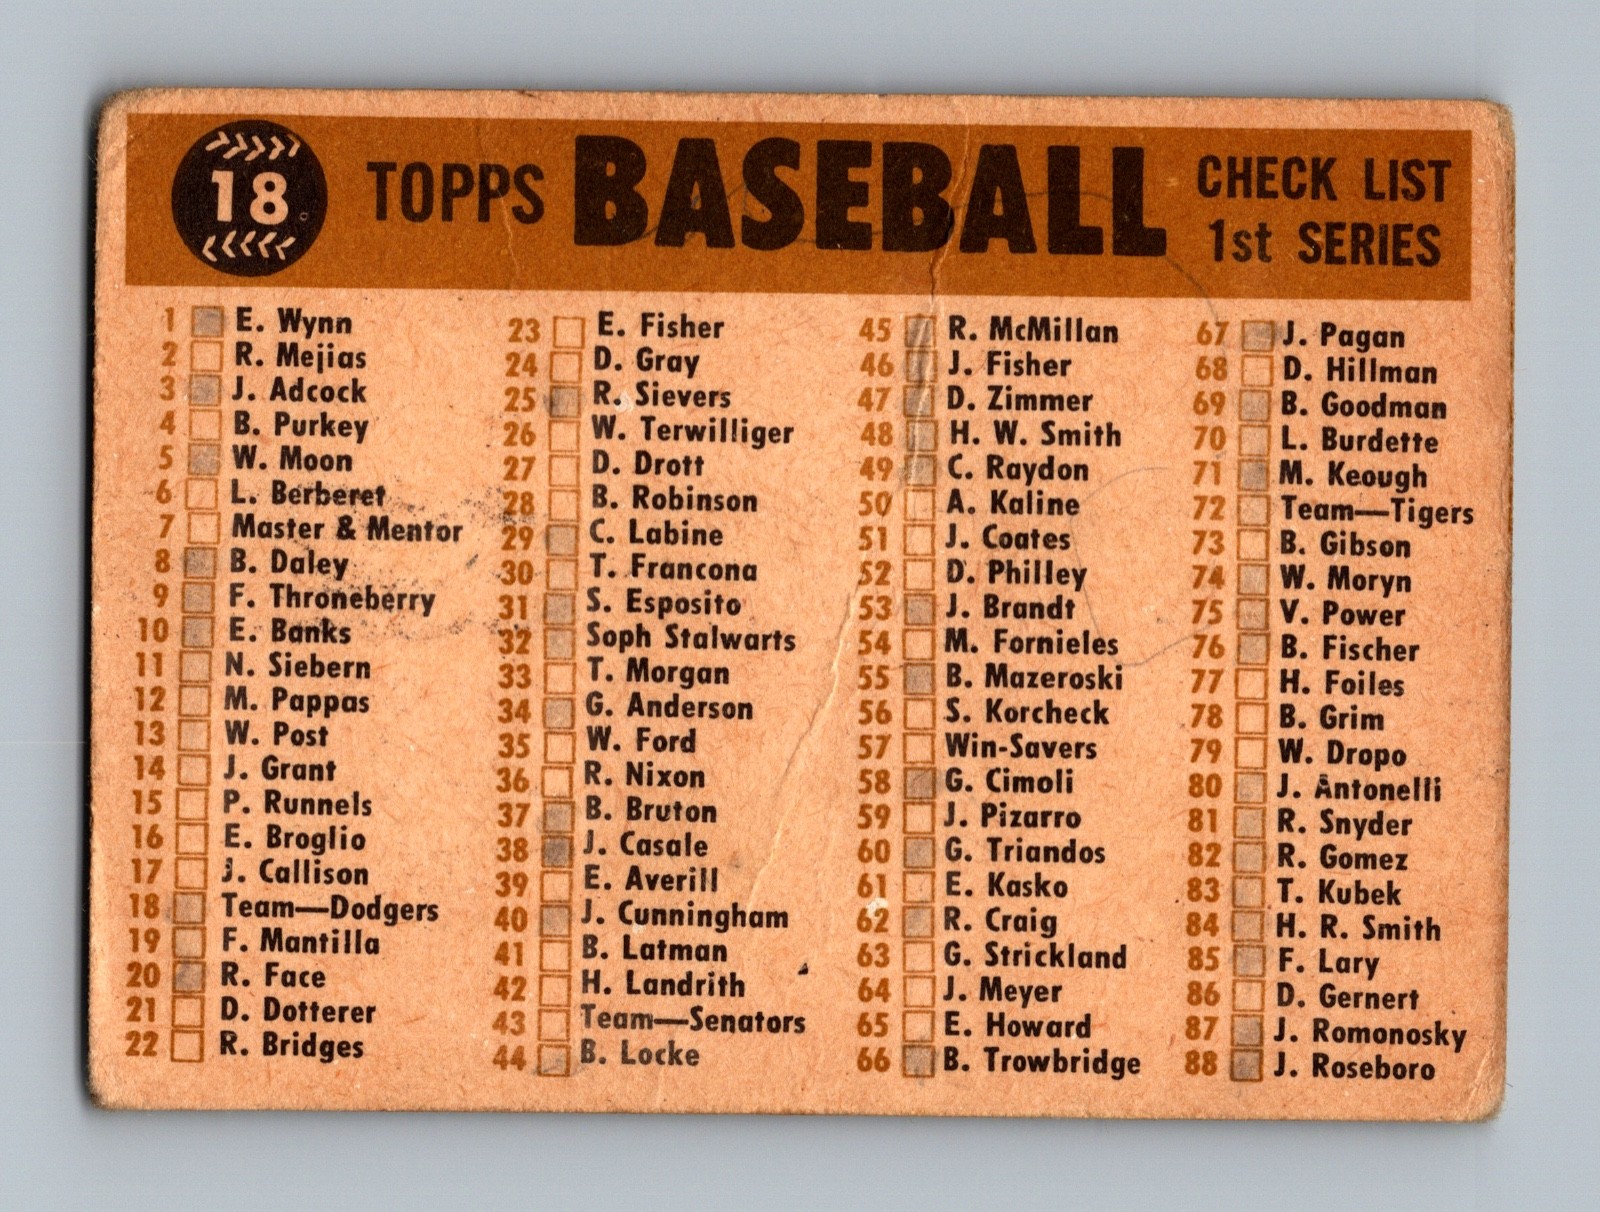 18
TOPPS BASEBALL
CHECK LIST
1st SERIES
1 E. Wynn
2 R. Mejias
3 J. Adcock
4 B. Purkey
5 W. Moon
6 L. Berberet
7 Master & Mentor
8 B. Daley
9 F. Throneberry
10 E. Banks
11 N. Siebern
12 M. Pappas
13 W. Post
14 J. Grant
15 P. Runnels
16 E. Broglio
17 J. Callison
18 Team—Dodgers
19 F. Mantilla
20 R. Face
21 D. Dotterer
22 R. Bridges
23 E. Fisher
24 D. Gray
25 R. Sievers
26 W. Terwilliger
27 D. Drott
28 B. Robinson
29 C. Labine
30 T. Francona
31 S. Esposito
32 Soph Stalwarts
33 T. Morgan
34 G. Anderson
35 W. Ford
36 R. Nixon
37 B. Bruton
38 J. Casale
39 E. Averill
40 J. Cunningham
41 B. Latman
42 H. Landrith
43 Team—Senators
44 B. Locke
45 R. McMillan
46 J. Fisher
47 D. Zimmer
48 H. W. Smith
49 C. Raydon
50 A. Kaline
51 J. Coates
52 D. Philley
53 J. Brandt
54 M. Fornieles
55 B. Mazeroski
56 S. Korcheck
57 Win-Savers
58 G. Cimoli
59 J. Pizarro
60 G. Triandos
61 E. Kasko
62 R. Craig
63 G. Strickland
64 J. Meyer
65 E. Howard
66 B. Trowbridge
67 J. Pagan
68 D. Hillman
69 B. Goodman
70 L. Burdette
71 M. Keough
72 Team—Tigers
73 B. Gibson
74 W. Moryn
75 V. Power
76 B. Fischer
77 H. Foiles
78 B. Grim
79 W. Dropo
80 J. Antonelli
81 R. Snyder
82 R. Gomez
83 T. Kubek
84 H. R. Smith
85 F. Lary
86 D. Gernert
87 J. Romonosky
88 J. Roseboro